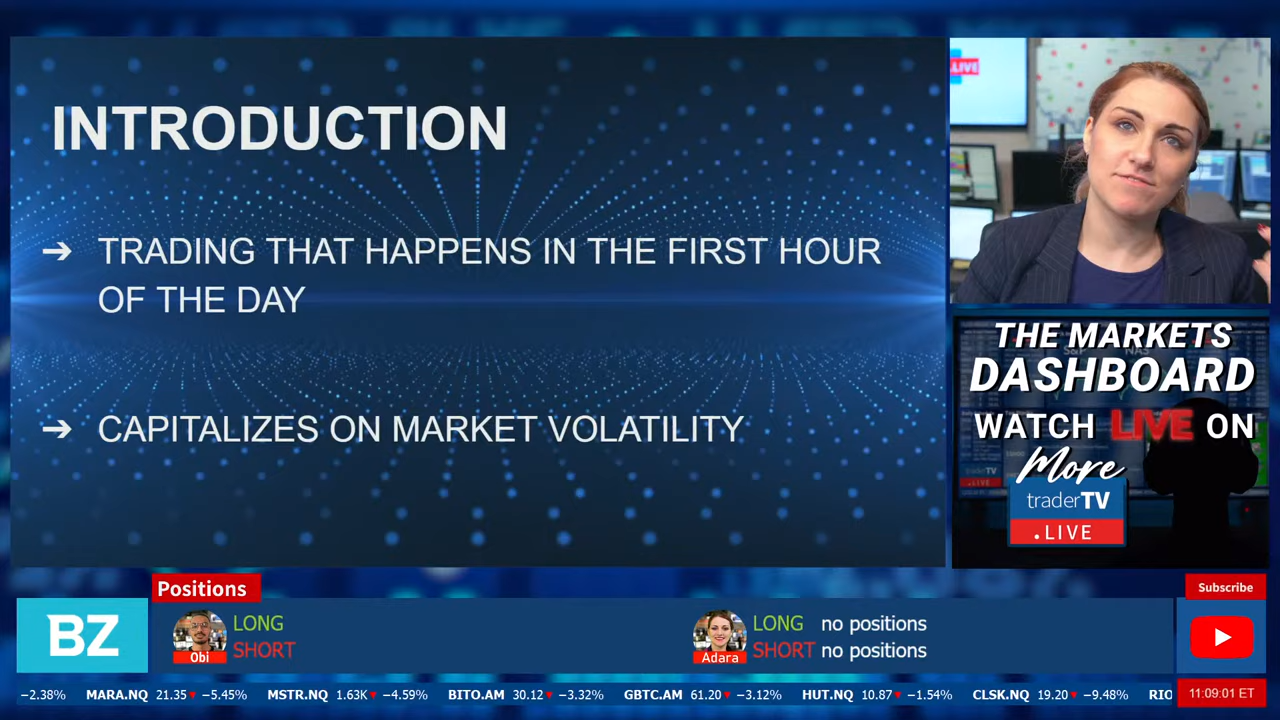 INTRODUCTION
➔ TRADING THAT HAPPENS IN THE FIRST HOUR
OF THE DAY
➔ CAPITALIZES ON MARKET VOLATILITY
.LIVE
THE MARKETS
DASHBOARD
WATCH LIVE ON
More
traderTV
.LIVE
Positions
BZ
Obi
LONG
SHORT
Adara
LONG no positions
SHORT no positions
Subscribe
−2.38% MARA.NQ 21.35▼ −5.45% MSTR.NQ 1.63K▼ −4.59% BITO.AM 30.12▼ −3.32% GBTC.AM 61.20▼ −3.12% HUT.NQ 10.87▼ −1.54% CLSK.NQ 19.20▼ −9.48% RIO
11:09:01 ET